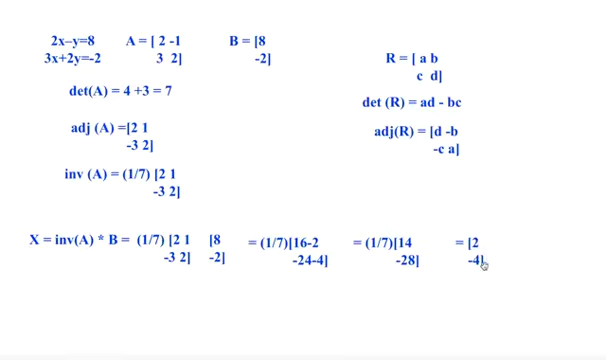 2x–y=8 A = [ 2 -1 B = [8
3x+2y=-2 3 2] -2]
R = [ a b
c d]
det(A) = 4 +3 = 7
det (R) = ad - bc
adj (A) =[2 1
-3 2]
adj(R) = [d -b
-c a]
inv (A) = (1/7) [2 1
-3 2]
X = inv(A) * B = (1/7) [2 1 [8 = (1/7)[16-2 = (1/7)[14 = [2
-3 2] -2] -24-4] -28] -4]